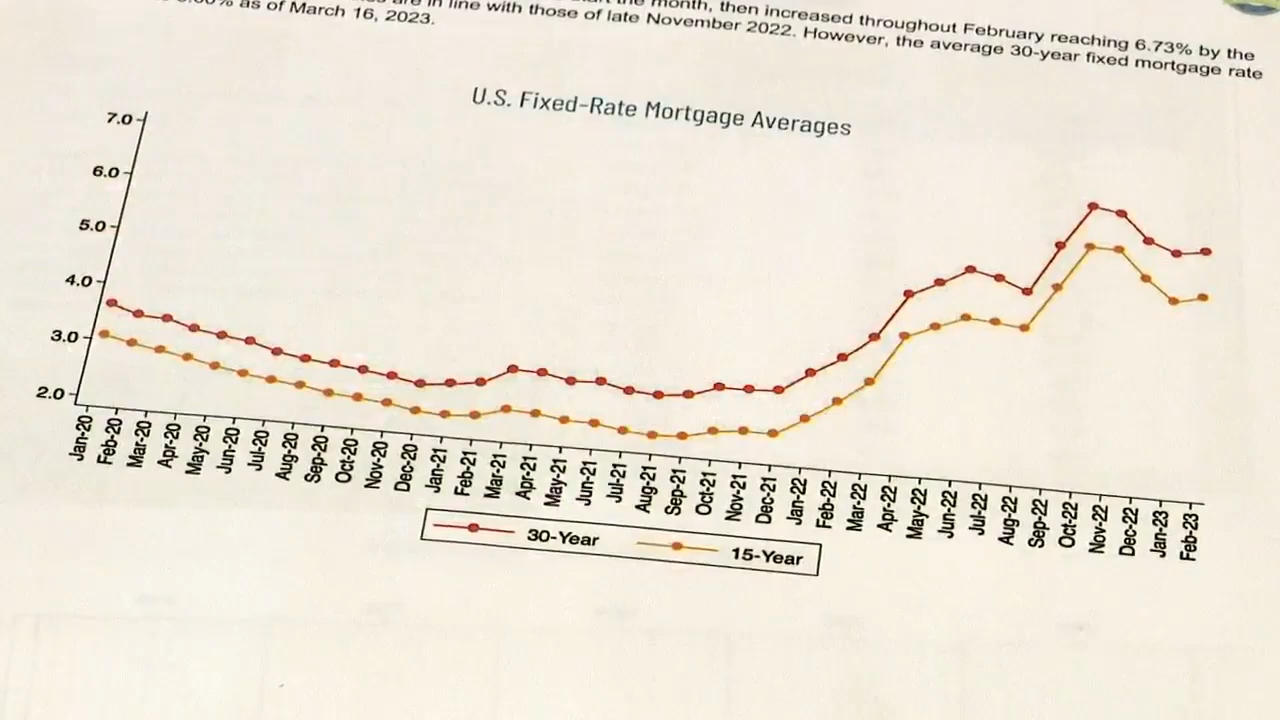 the month, then increased throughout February reaching 6.73% by the
are in line with those of late November 2022. However, the average 30-year fixed mortgage rate
as of March 16, 2023.
U.S. Fixed-Rate Mortgage Averages
7.0
6.0
5.0
4.0
3.0
2.0
Jan-20 Feb-20 Mar-20 Apr-20 May-20 Jun-20 Jul-20 Aug-20 Sep-20 Oct-20 Nov-20 Dec-20 Jan-21 Feb-21 Mar-21 Apr-21 May-21 Jun-21 Jul-21 Aug-21 Sep-21 Oct-21 Nov-21 Dec-21 Jan-22 Feb-22 Mar-22 Apr-22 May-22 Jun-22 Jul-22 Aug-22 Sep-22 Oct-22 Nov-22 Dec-22 Jan-23 Feb-23
30-Year 15-Year